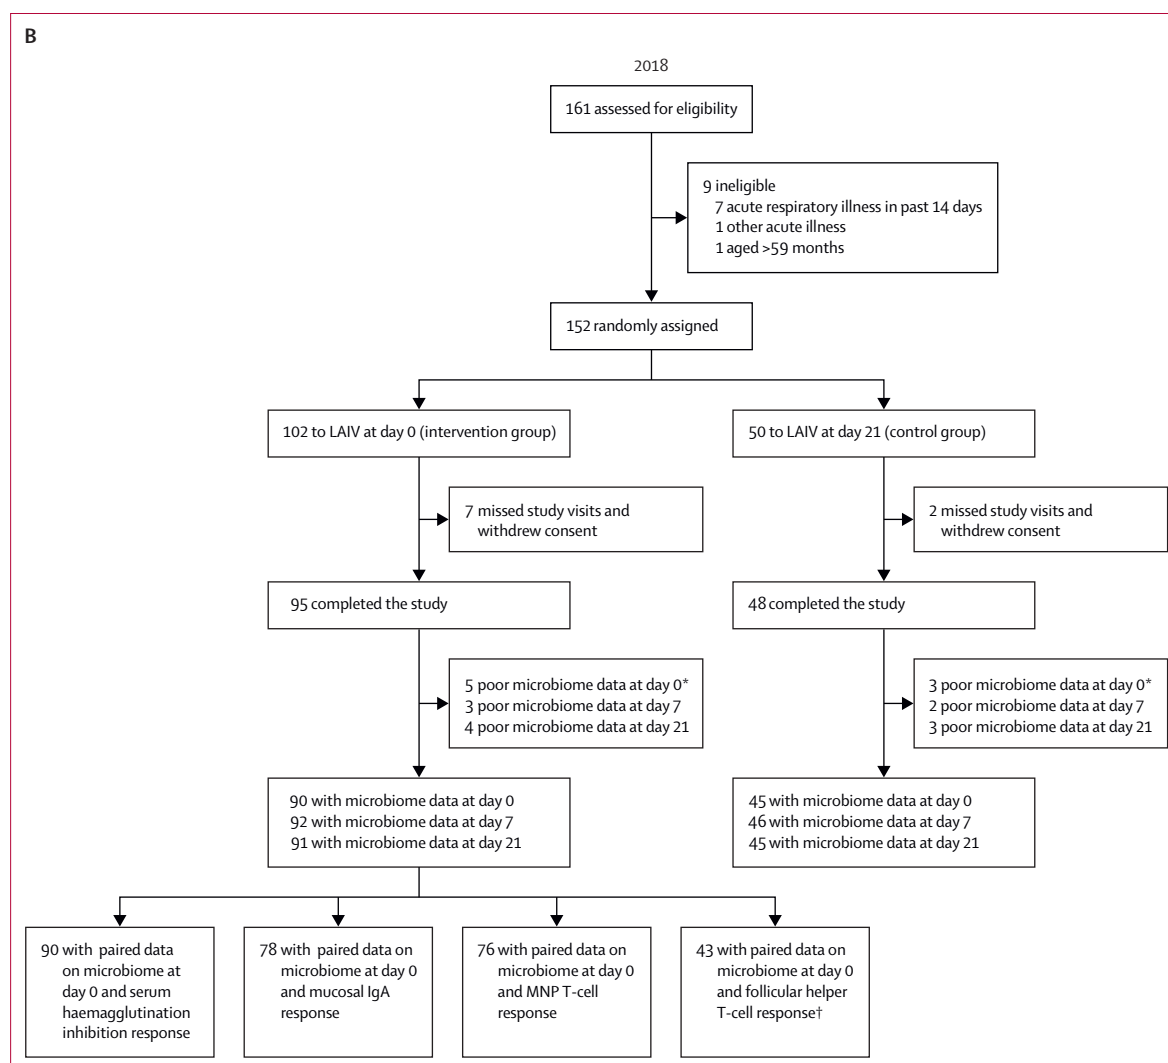 B
2018
161 assessed for eligibility
9 ineligible
7 acute respiratory illness in past 14 days
1 other acute illness
1 aged >59 months
152 randomly assigned
102 to LAIV at day 0 (intervention group)
50 to LAIV at day 21 (control group)
7 missed study visits and
withdrew consent
2 missed study visits and
withdrew consent
95 completed the study
48 completed the study
5 poor microbiome data at day 0*
3 poor microbiome data at day 7
4 poor microbiome data at day 21
3 poor microbiome data at day 0*
2 poor microbiome data at day 7
3 poor microbiome data at day 21
90 with microbiome data at day 0
92 with microbiome data at day 7
91 with microbiome data at day 21
45 with microbiome data at day 0
46 with microbiome data at day 7
45 with microbiome data at day 21
90 with paired data
on microbiome at
day 0 and serum
haemagglutination
inhibition response
78 with paired data on
microbiome at day 0
and mucosal IgA
response
76 with paired data on
microbiome at day 0
and MNP T-cell
response
43 with paired data on
microbiome at day 0
and follicular helper
T-cell response†